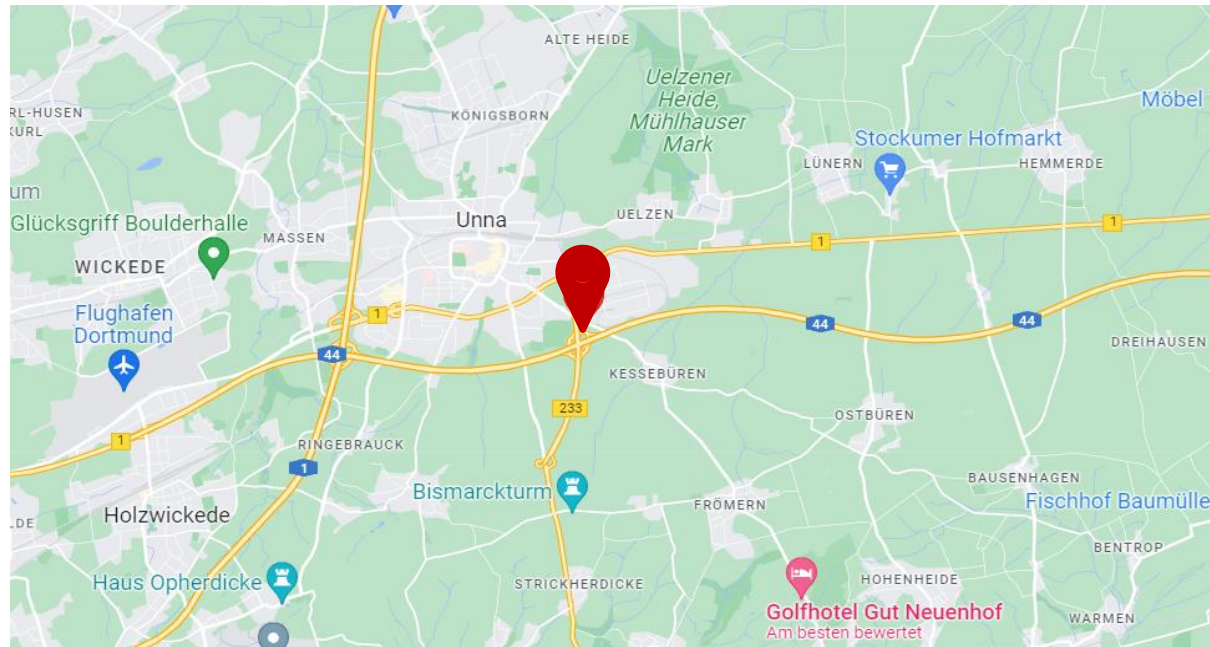 ALTE HEIDE
Uelzener
Heide,
Mühlhauser
Mark
KÖNIGSBORN
Möbel
RL-HUSEN
KURL
Stockumer Hofmarkt
LÜNERN
HEMMERDE
um
Glücksgriff Boulderhalle
MASSEN
Unna
UELZEN
1
1
WICKEDE
Flughafen
Dortmund
1
44
44
44
DREIHAUSEN
KESSEBÜREN
233
OSTBÜREN
1
RINGEBRAUCK
1
BAUSENHAGEN
Bismarckturm
FRÖMERN
Fischhof Baumülle
LDE
Holzwickede
BENTROP
Haus Opherdicke
STRICKHERDICKE
HOHENHEIDE
Golfhotel Gut Neuenhof
Am besten bewertet
WARMEN